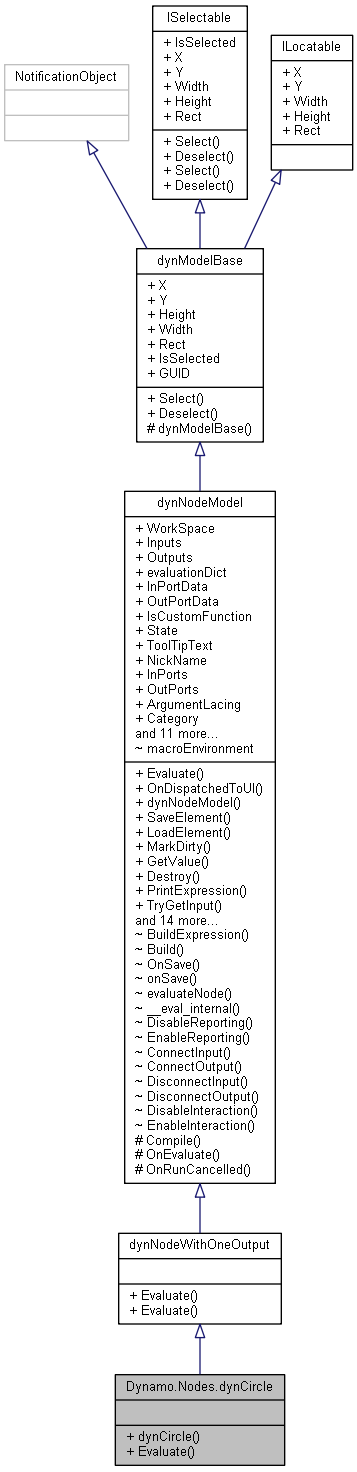 NotificationObject
ISelectable
+ IsSelected
+ X
+ Y
+ Width
+ Height
+ Rect
+ Select()
+ Deselect()
+ Select()
+ Deselect()
ILocatable
+ X
+ Y
+ Width
+ Height
+ Rect
dynModelBase
+ X
+ Y
+ Height
+ Width
+ Rect
+ IsSelected
+ GUID
+ Select()
+ Deselect()
# dynModelBase()
dynNodeModel
+ WorkSpace
+ Inputs
+ Outputs
+ evaluationDict
+ InPortData
+ OutPortData
+ IsCustomFunction
+ State
+ ToolTipText
+ NickName
+ InPorts
+ OutPorts
+ ArgumentLacing
+ Category
and 11 more...
~ macroEnvironment
+ Evaluate()
+ OnDispatchedToUI()
+ dynNodeModel()
+ SaveElement()
+ LoadElement()
+ MarkDirty()
+ GetValue()
+ Destroy()
+ PrintExpression()
+ TryGetInput()
and 14 more...
~ BuildExpression()
~ Build()
~ OnSave()
~ onSave()
~ evaluateNode()
~ __eval_internal()
~ DisableReporting()
~ EnableReporting()
~ ConnectInput()
~ ConnectOutput()
~ DisconnectInput()
~ DisconnectOutput()
~ DisableInteraction()
~ EnableInteraction()
# Compile()
# OnEvaluate()
# OnRunCancelled()
dynNodeWithOneOutput
+ Evaluate()
+ Evaluate()
Dynamo.Nodes.dynCircle
+ dynCircle()
+ Evaluate()